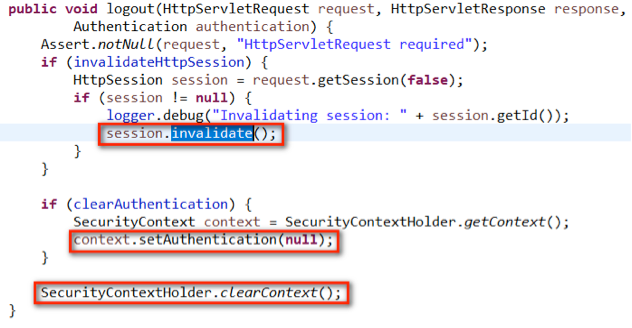 public void logout(HttpServletRequest request, HttpServletResponse response,
Authentication authentication) {
Assert.notNull(request, "HttpServletRequest required");
if (invalidateHttpSession) {
HttpSession session = request.getSession(false);
if (session != null) {
logger.debug("Invalidating session: " + session.getId());
session.invalidate();
}
}
if (clearAuthentication) {
SecurityContext context = SecurityContextHolder.getContext();
context.setAuthentication(null);
}
SecurityContextHolder.clearContext();
}